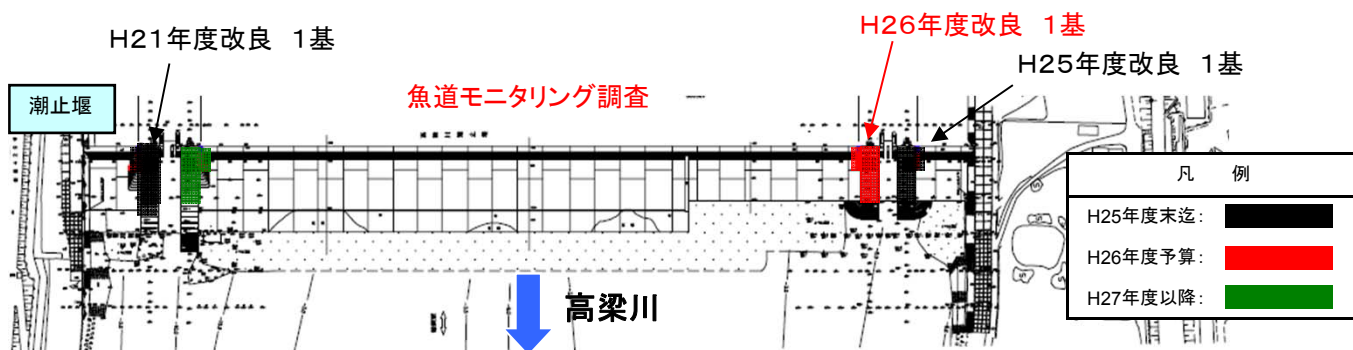 H26年度改良 1基
H21年度改良 1基
H25年度改良 1基
潮止堰
魚道モニタリング調査
凡 例
H25年度末迄:
H26年度予算:
H27年度以降:
高梁川